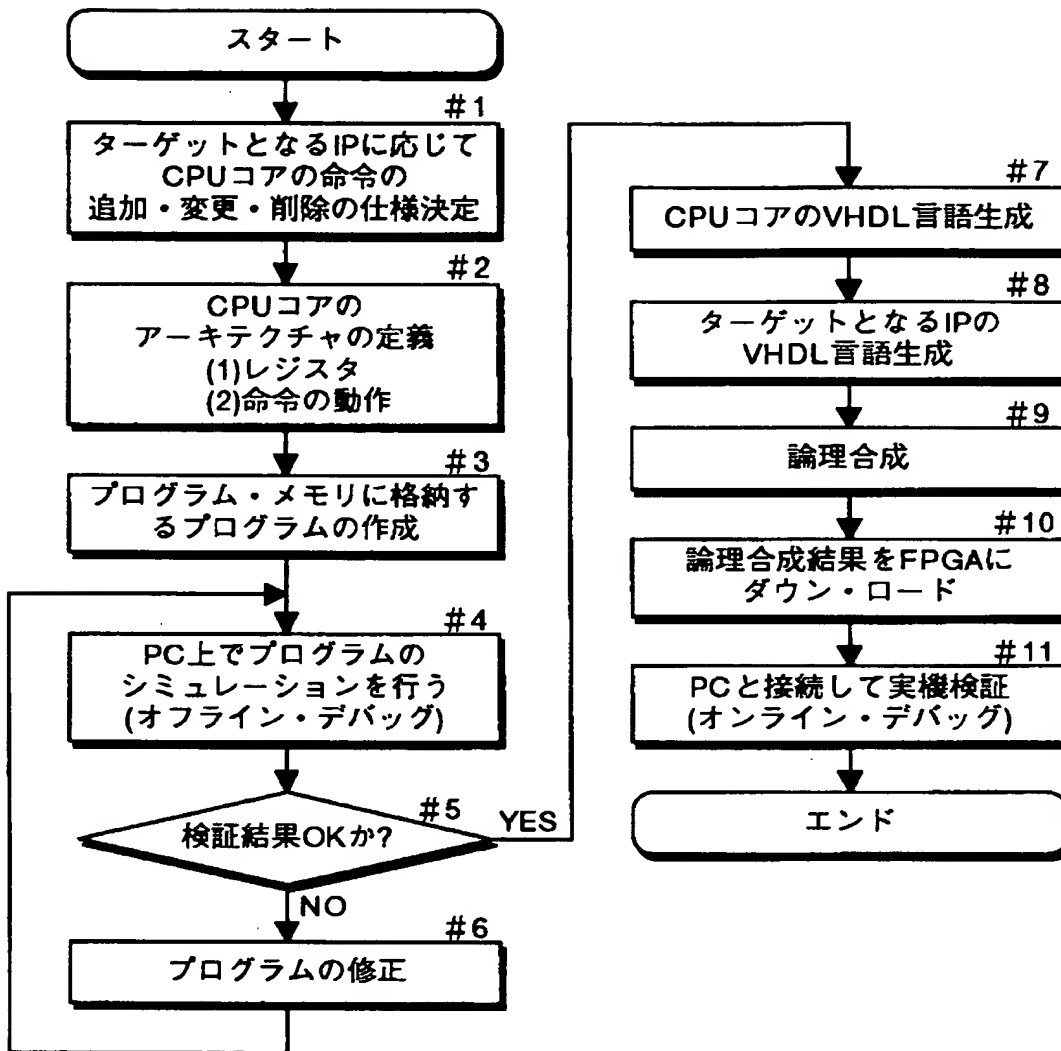 スタート
#1
ターゲットとなるIPに応じて
CPUコアの命令の
追加・変更・削除の仕様決定
#2
CPUコアの
アーキテクチャの定義
(1)レジスタ
(2)命令の動作
#3
プログラム・メモリに格納す
るプログラムの作成
#4
PC上でプログラムの
シミュレーションを行う
(オフライン・デバッグ)
#5
検証結果OKか?
YES
NO
#6
プログラムの修正
#7
CPUコアのVHDL言語生成
#8
ターゲットとなるIPの
VHDL言語生成
#9
論理合成
#10
論理合成結果をFPGAに
ダウン・ロード
#11
PCと接続して実機検証
(オンライン・デバッグ)
エンド